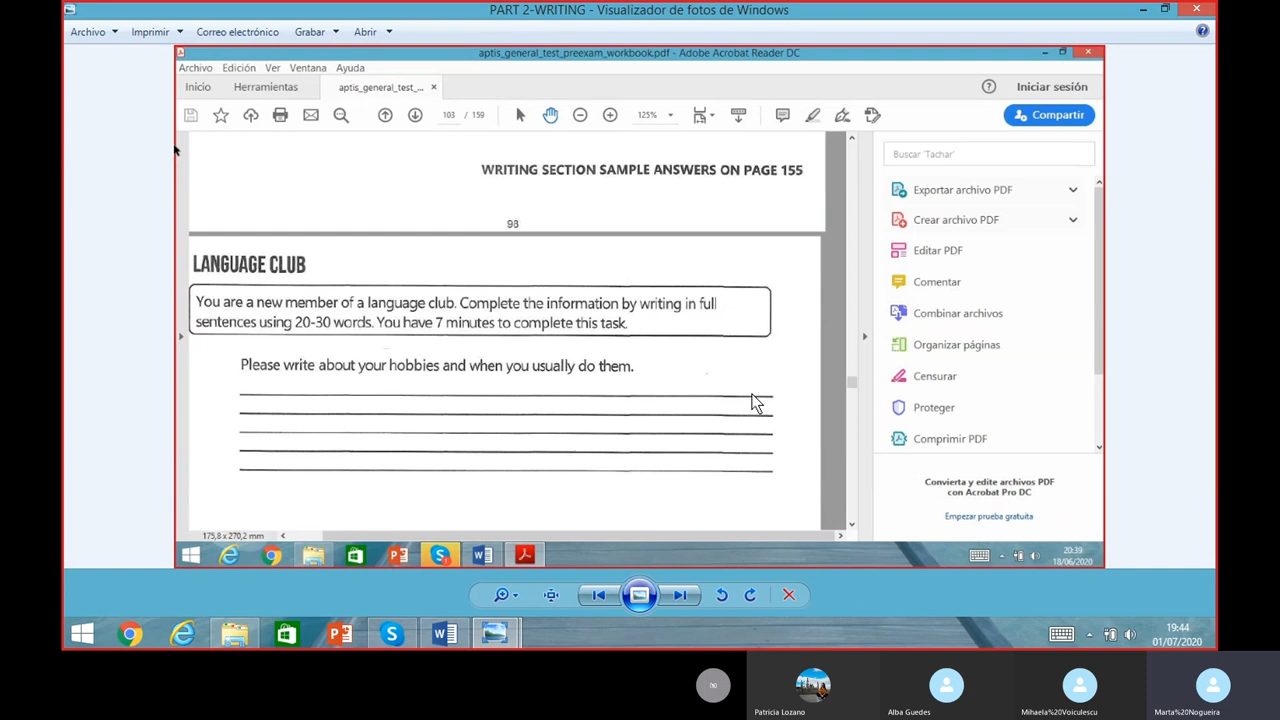 PART 2-WRITING - Visualizador de fotos de Windows
Archivo Imprimir Correo electrónico Grabar Abrir
aptis_general_test_preexam_workbook.pdf - Adobe Acrobat Reader DC
Archivo Edición Ver Ventana Ayuda
Inicio Herramientas aptis_general_test_... × Iniciar sesión
103 / 159 125% Compartir
WRITING SECTION SAMPLE ANSWERS ON PAGE 155
98
LANGUAGE CLUB
You are a new member of a language club. Complete the information by writing in full
sentences using 20-30 words. You have 7 minutes to complete this task.
Please write about your hobbies and when you usually do them.
175,8 x 270,2 mm
Buscar 'Tachar'
Exportar archivo PDF
Crear archivo PDF
Editar PDF
Comentar
Combinar archivos
Organizar páginas
Censurar
Proteger
Comprimir PDF
Convierta y edite archivos PDF
con Acrobat Pro DC
Empezar prueba gratuita
20:39
18/06/2020
19:44
01/07/2020
Patricia Lozano
Alba Guedes
Mihaela%20Voiculescu
Marta%20Nogueira